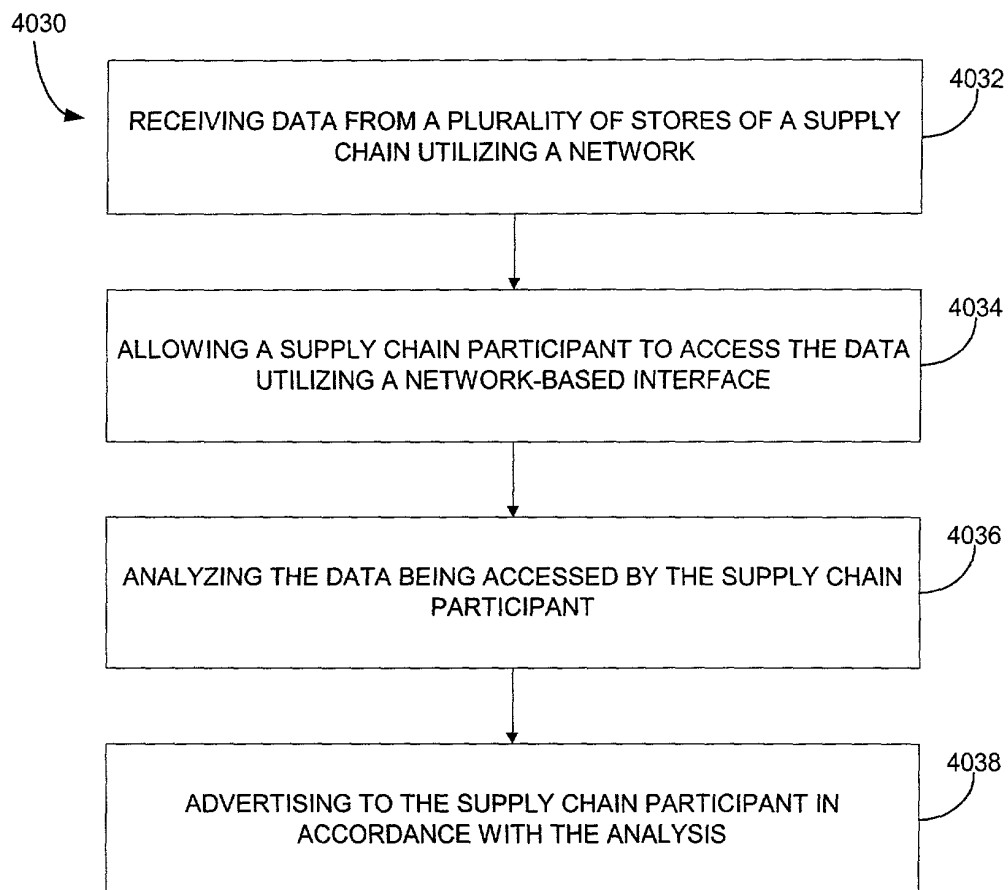 4030
4032
RECEIVING DATA FROM A PLURALITY OF STORES OF A SUPPLY
CHAIN UTILIZING A NETWORK
4034
ALLOWING A SUPPLY CHAIN PARTICIPANT TO ACCESS THE DATA
UTILIZING A NETWORK-BASED INTERFACE
4036
ANALYZING THE DATA BEING ACCESSED BY THE SUPPLY CHAIN
PARTICIPANT
4038
ADVERTISING TO THE SUPPLY CHAIN PARTICIPANT IN
ACCORDANCE WITH THE ANALYSIS